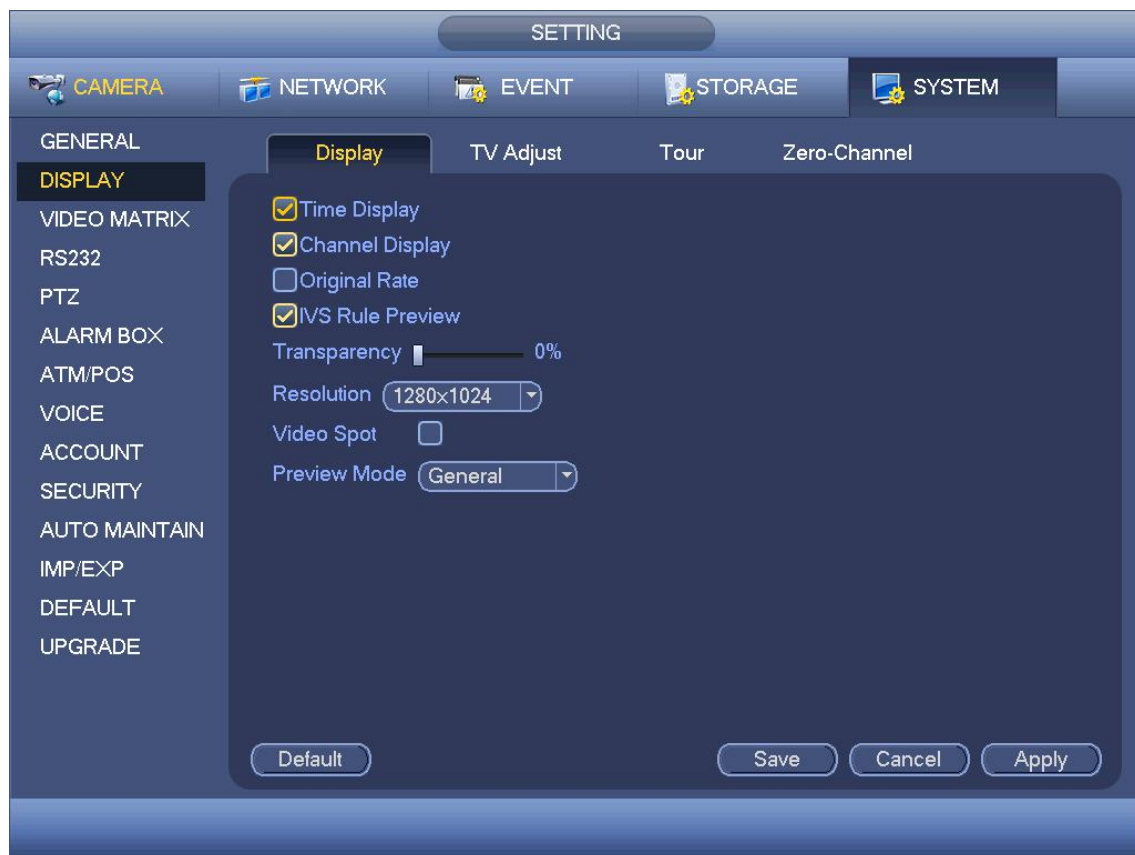 SETTING
CAMERA NETWORK EVENT STORAGE SYSTEM
GENERAL
DISPLAY
VIDEO MATRIX
RS232
PTZ
ALARM BOX
ATM/POS
VOICE
ACCOUNT
SECURITY
AUTO MAINTAIN
IMP/EXP
DEFAULT
UPGRADE
Display TV Adjust Tour Zero-Channel
Time Display
Channel Display
Original Rate
IVS Rule Preview
Transparency 0%
Resolution 1280×1024
Video Spot
Preview Mode General
Default Save Cancel Apply